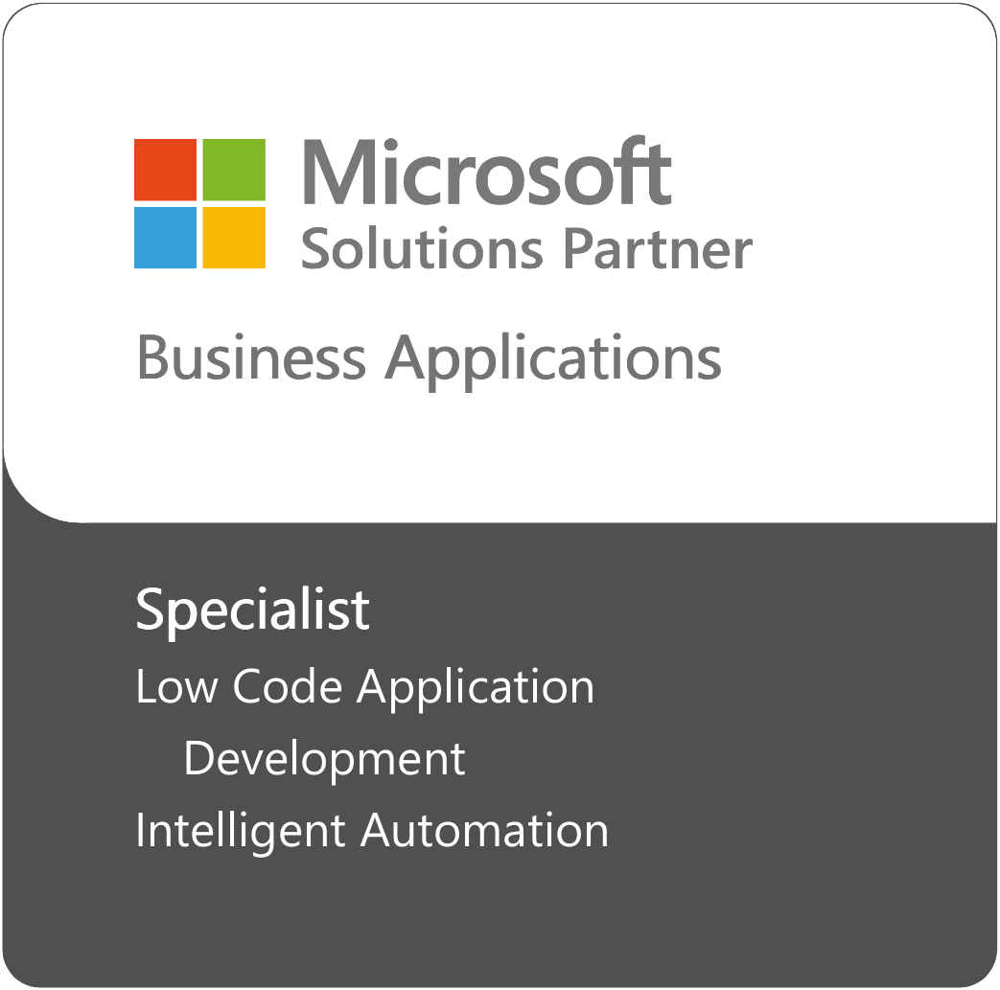 Microsoft
Solutions Partner
Business Applications
Specialist
Low Code Application
Development
Intelligent Automation